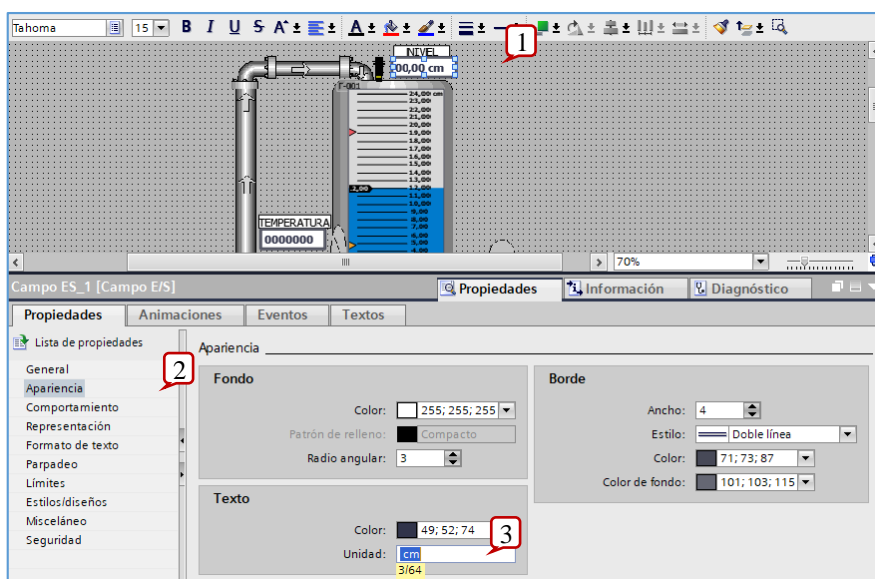 Tahoma 15 B I U S A A
1
NIVEL
00,00 cm
T-001
24,00 cm
23,00
22,00
21,00
20,00
19,00
18,00
17,00
16,00
15,00
14,00
13,00
12,00
11,00
10,00
9,00
8,00
7,00
6,00
5,00
4,00
TEMPERATURA
0000000
70%
Campo ES_1 [Campo E/S] Propiedades Información Diagnóstico
Propiedades Animaciones Eventos Textos
Lista de propiedades
General
Apariencia
Comportamiento
Representación
Formato de texto
Parpadeo
Límites
Estilos/diseños
Misceláneo
Seguridad
2
Apariencia
Fondo
Color: 255; 255; 255
Patrón de relleno: Compacto
Radio angular: 3
Texto
Color: 49; 52; 74
Unidad: cm
3/64
3
Borde
Ancho: 4
Estilo: Doble línea
Color: 71; 73; 87
Color de fondo: 101; 103; 115